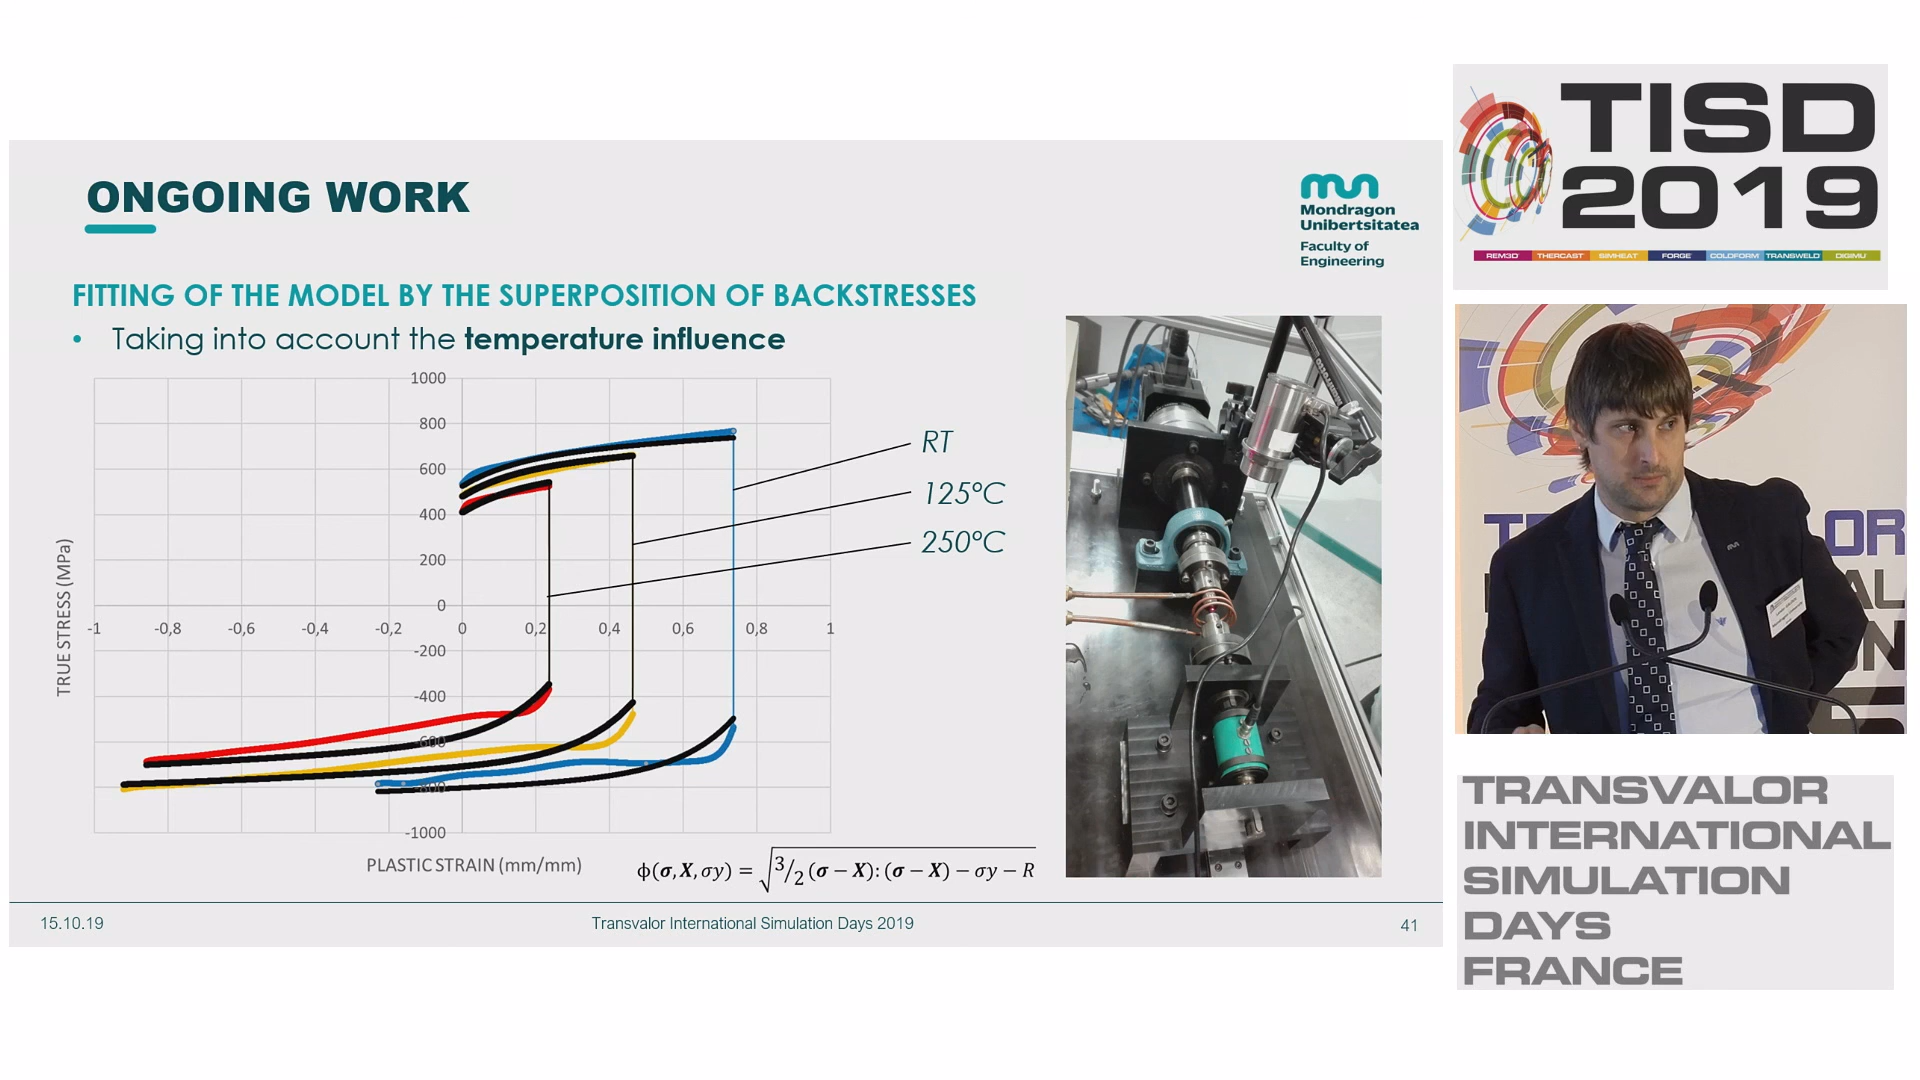 ONGOING WORK
mun
Mondragon
Unibertsitatea
Faculty of
Engineering
FITTING OF THE MODEL BY THE SUPERPOSITION OF BACKSTRESSES
• Taking into account the temperature influence
1000
800
600
400
200
0
-200
-400
-600
-800
-1000
-1 -0,8 -0,6 -0,4 -0,2 0 0,2 0,4 0,6 0,8 1
TRUE STRESS (MPa)
PLASTIC STRAIN (mm/mm)
RT
125°C
250°C
ϕ(σ, X, σy) = √3/2 (σ − X): (σ − X) − σy − R
15.10.19
Transvalor International Simulation Days 2019
41
TISD
2019
REM3D THERCAST SIMHEAT FORGE COLDFORM TRANSWELD DIGIMU
TRANSVALOR
INTERNATIONAL
SIMULATION
DAYS
FRANCE